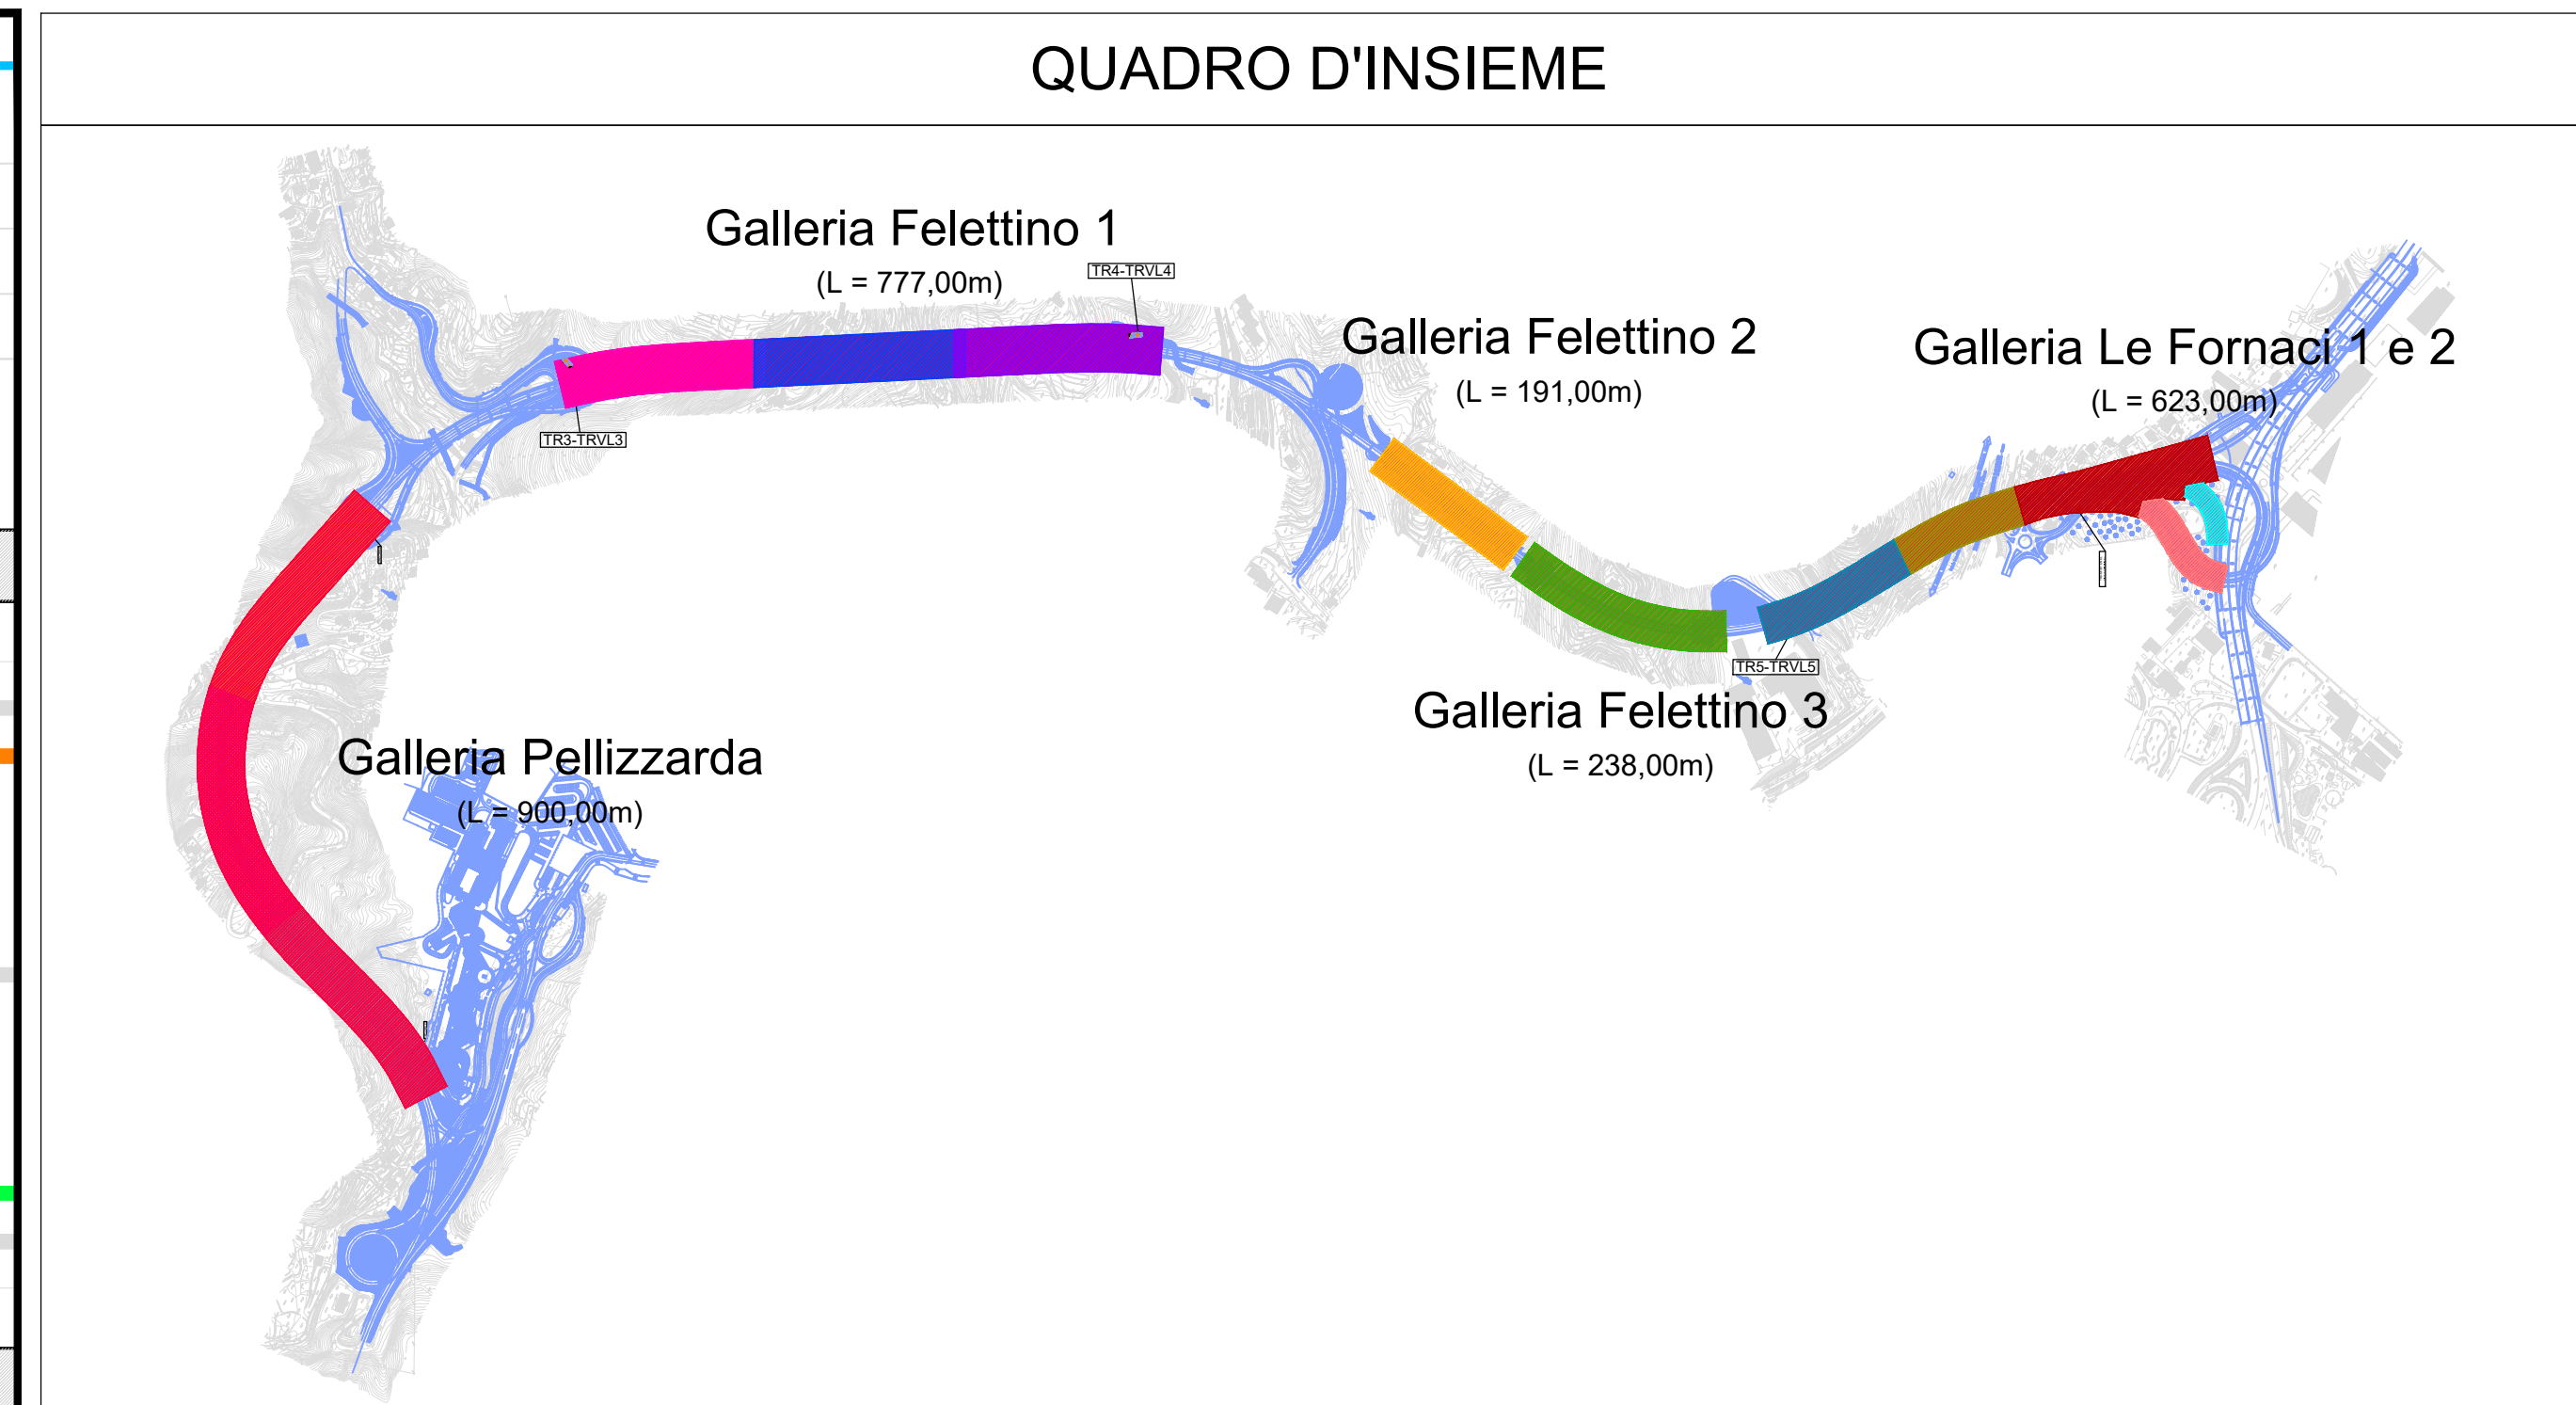 QUADRO D'INSIEME
Galleria Felettino 1
(L = 777,00m)
TR4-TRVL4
Galleria Felettino 2
(L = 191,00m)
Galleria Le Fornaci 1 e 2
(L = 623,00m)
TR3-TRVL3
TR5-TRVL5
Galleria Felettino 3
(L = 238,00m)
Galleria Pellizzarda
(L = 900,00m)